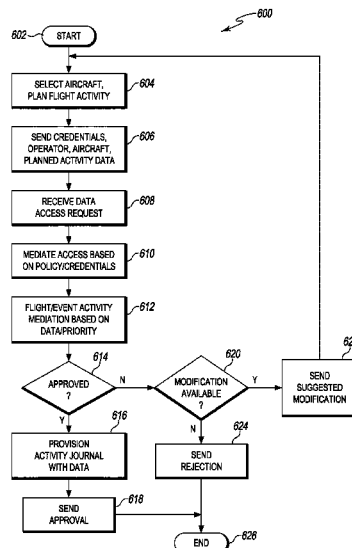 600
602
START
SELECT AIRCRAFT,
PLAN FLIGHT ACTIVITY
604
SEND CREDENTIALS,
OPERATOR, AIRCRAFT,
PLANNED ACTIVITY DATA
606
RECEIVE DATA
ACCESS REQUEST
608
MEDIATE ACCESS BASED
ON POLICY/CREDENTIALS
610
FLIGHT/EVENT ACTIVITY
MEDIATION BASED ON
DATA/PRIORITY
612
614
APPROVED
?
N
Y
620
MODIFICATION
AVAILABLE
?
Y
N
SEND
SUGGESTED
MODIFICATION
616
PROVISION
ACTIVITY JOURNAL
WITH DATA
624
SEND
REJECTION
SEND
APPROVAL
618
END
626